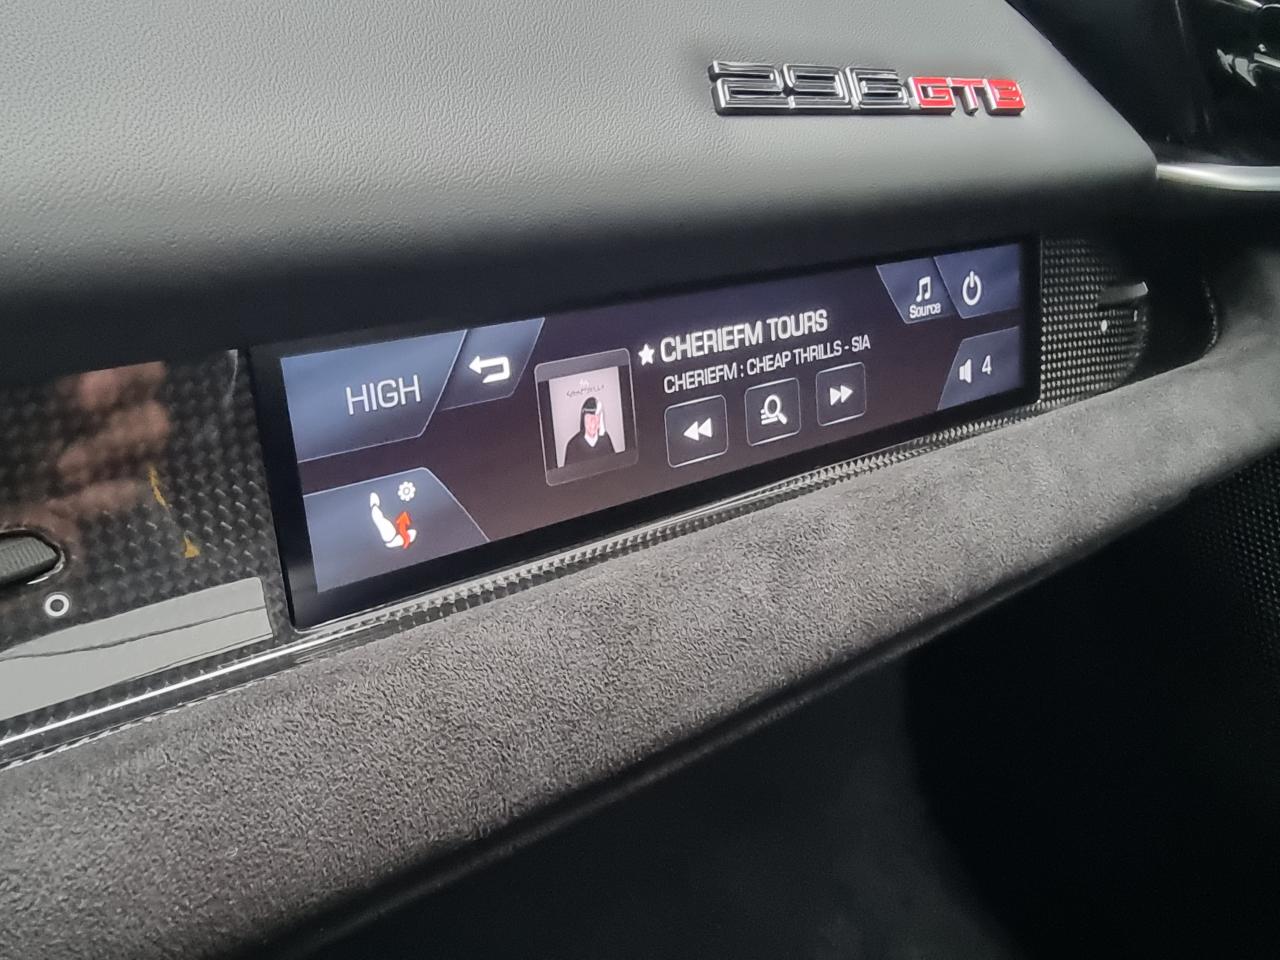 296GTB
HIGH
★ CHERIEFM TOURS
CHERIEFM : CHEAP THRILLS - SIA
Source
4